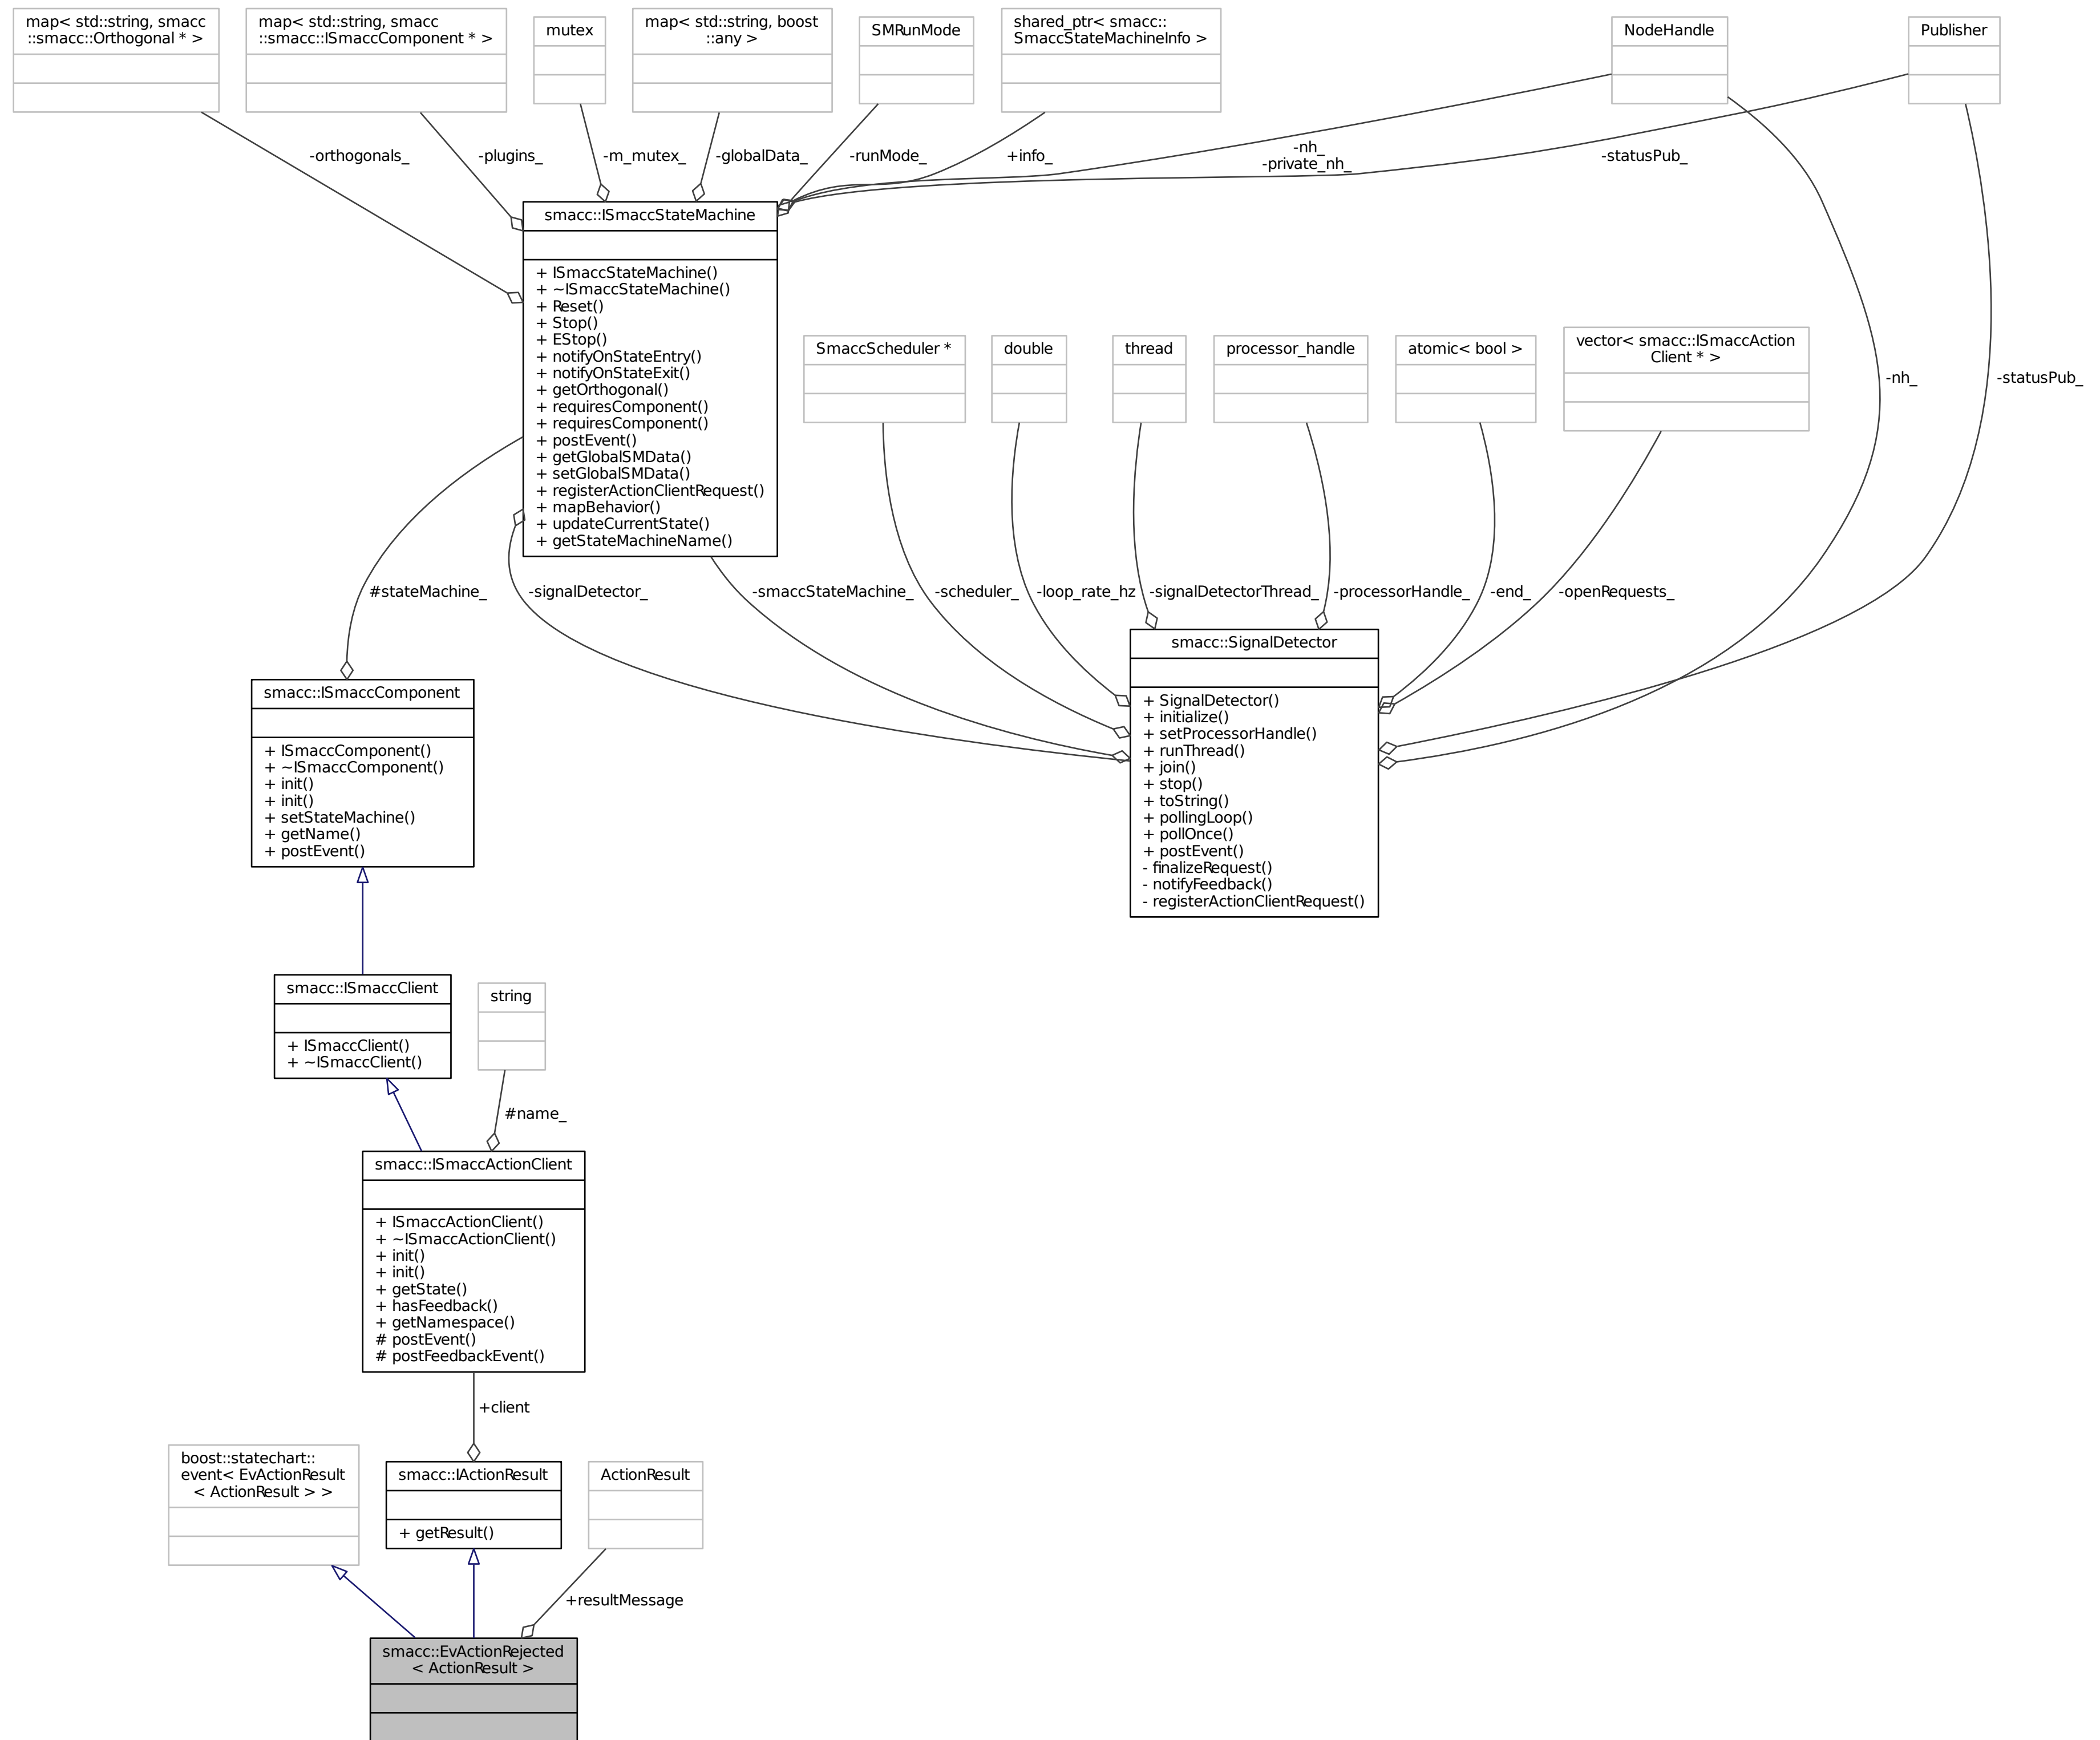 map< std::string, smacc
::smacc::Orthogonal * >
map< std::string, smacc
::smacc::ISmaccComponent * >
mutex
map< std::string, boost
::any >
SMRunMode
shared_ptr< smacc::
SmaccStateMachineInfo >
NodeHandle
Publisher
-orthogonals_
-plugins_
-m_mutex_
-globalData_
-runMode_
+info_
-nh_
-private_nh_
-statusPub_
smacc::ISmaccStateMachine
+ ISmaccStateMachine()
+ ~ISmaccStateMachine()
+ Reset()
+ Stop()
+ EStop()
+ notifyOnStateEntry()
+ notifyOnStateExit()
+ getOrthogonal()
+ requiresComponent()
+ requiresComponent()
+ postEvent()
+ getGlobalSMData()
+ setGlobalSMData()
+ registerActionClientRequest()
+ mapBehavior()
+ updateCurrentState()
+ getStateMachineName()
SmaccScheduler *
double
thread
processor_handle
atomic< bool >
vector< smacc::ISmaccAction
Client * >
-nh_
-statusPub_
#stateMachine_
-signalDetector_
-smaccStateMachine_
-scheduler_
-loop_rate_hz
-signalDetectorThread_
-processorHandle_
-end_
-openRequests_
smacc::SignalDetector
+ SignalDetector()
+ initialize()
+ setProcessorHandle()
+ runThread()
+ join()
+ stop()
+ toString()
+ pollingLoop()
+ pollOnce()
+ postEvent()
- finalizeRequest()
- notifyFeedback()
- registerActionClientRequest()
smacc::ISmaccComponent
+ ISmaccComponent()
+ ~ISmaccComponent()
+ init()
+ init()
+ setStateMachine()
+ getName()
+ postEvent()
smacc::ISmaccClient
+ ISmaccClient()
+ ~ISmaccClient()
string
#name_
smacc::ISmaccActionClient
+ ISmaccActionClient()
+ ~ISmaccActionClient()
+ init()
+ init()
+ getState()
+ hasFeedback()
+ getNamespace()
# postEvent()
# postFeedbackEvent()
+client
boost::statechart::
event< EvActionResult
< ActionResult > >
smacc::IActionResult
+ getResult()
ActionResult
+resultMessage
smacc::EvActionRejected
< ActionResult >